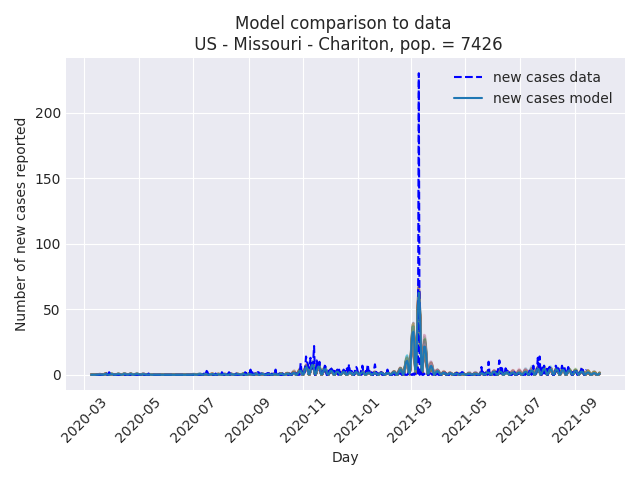 Model comparison to data
US - Missouri - Chariton, pop. = 7426
new cases data
new cases model
Number of new cases reported
200
150
100
50
0
2020-03
2020-05
2020-07
2020-09
2020-11
2021-01
2021-03
2021-05
2021-07
2021-09
Day